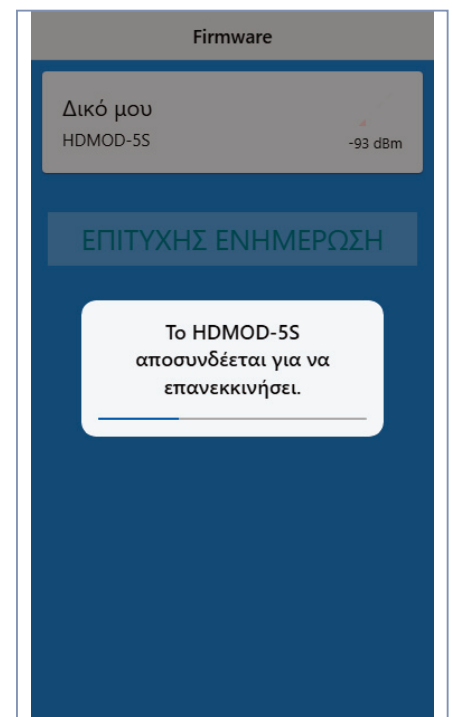 Firmware
Δικό μου
HDMOD-5S
-93 dBm
ΕΠΙΤΥΧΗΣ ΕΝΗΜΕΡΩΣΗ
Το HDMOD-5S
αποσυνδέεται για να
επανεκκινήσει.